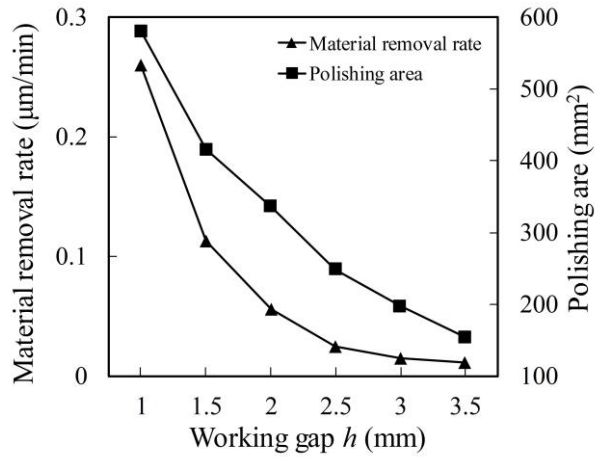 0.3
0.2
0.1
0
Material removal rate (μm/min)
Material removal rate
Polishing area
600
500
400
300
200
100
Polishing are (mm²)
1 1.5 2 2.5 3 3.5
Working gap h (mm)